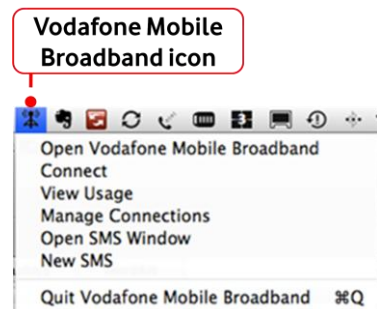 Vodafone Mobile
Broadband icon
3
Open Vodafone Mobile Broadband
Connect
View Usage
Manage Connections
Open SMS Window
New SMS
Quit Vodafone Mobile Broadband ⌘Q